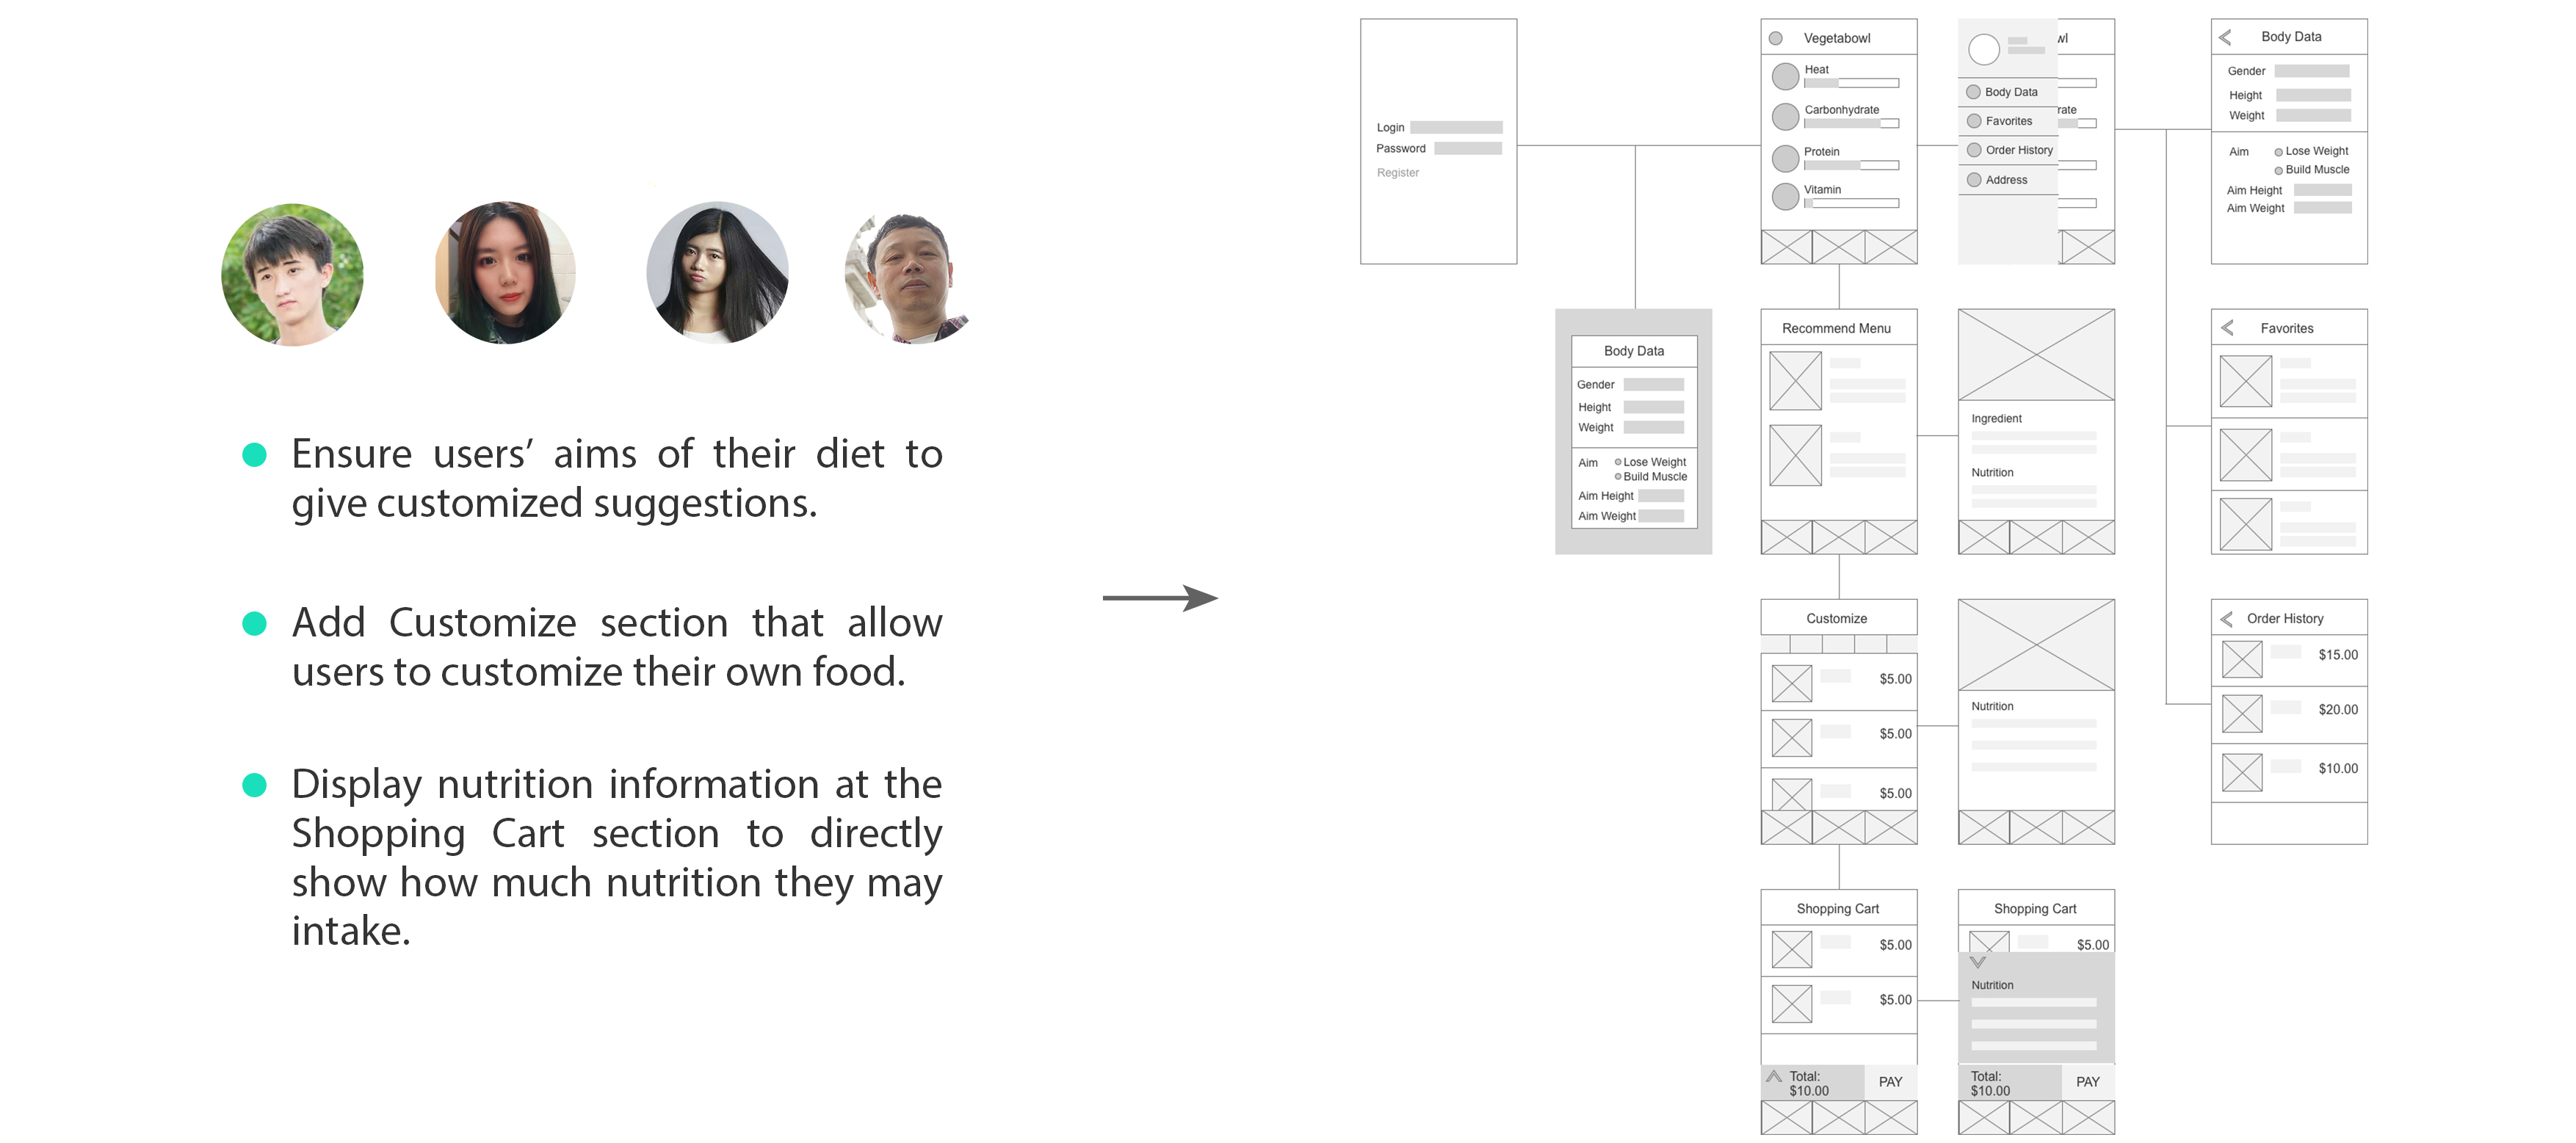 Ensure users’ aims of their diet to
give customized suggestions.
Add Customize section that allow
users to customize their own food.
Display nutrition information at the
Shopping Cart section to directly
show how much nutrition they may
intake.
Login
Password
Register
Vegetabowl
Heat
Carbonhydrate
Protein
Vitamin
wl
rate
Body Data
Favorites
Order History
Address
Body Data
Gender
Height
Weight
Aim
Lose Weight
Build Muscle
Aim Height
Aim Weight
Body Data
Gender
Height
Weight
Aim
Lose Weight
Build Muscle
Aim Height
Aim Weight
Recommend Menu
Ingredient
Nutrition
Favorites
Customize
$5.00
$5.00
$5.00
Nutrition
Order History
$15.00
$20.00
$10.00
Shopping Cart
$5.00
$5.00
Total:
$10.00
PAY
Shopping Cart
$5.00
Nutrition
Total:
$10.00
PAY